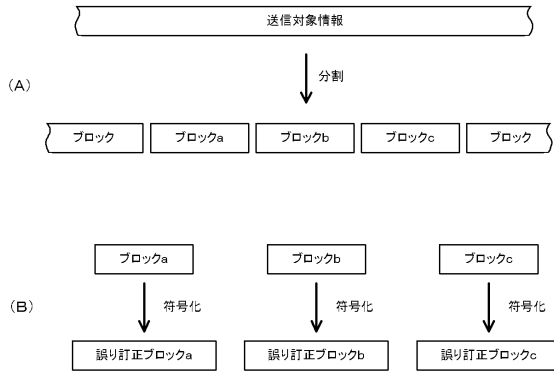 送信対象情報
(A)
分割
ブロック ブロックa ブロックb ブロックc ブロック
ブロックa ブロックb ブロックc
(B)
符号化 符号化 符号化
誤り訂正ブロックa 誤り訂正ブロックb 誤り訂正ブロックc